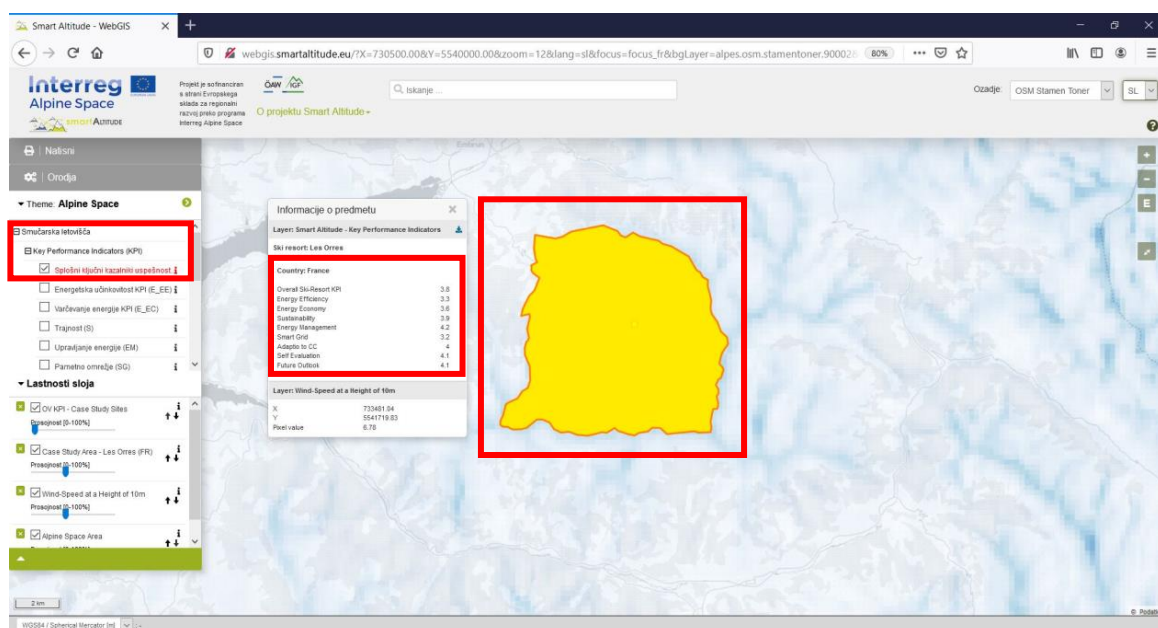 Smart Altitude - WebGIS
webgis.smartaltitude.eu/?X=730500.00&Y=5540000.00&zoom=12&lang=sl&focus=focus_fr&bgLayer=alpes.osm.stamentoner.90002
80%
Interreg
Alpine Space
smartAltitude
Projekt je sofinanciran
s strani Evropskega
sklada za regionalni
razvoj preko programa
Interreg Alpine Space
ÖAW IGF
O projektu Smart Altitude
Iskanje ...
Ozadje:
OSM Stamen Toner
SL
Natisni
Orodja
Theme: Alpine Space
Smučarska letovišča
Key Performance Indicators (KPI)
Splošni ključni kazalniki uspešnost i
Energetska učinkovitost KPI (E_EE) i
Varčevanje energije KPI (E_EC) i
Trajnost (S) i
Upravljanje energije (EM) i
Pametno omrežje (SG) i
Lastnosti sloja
OV KPI - Case Study Sites i
Prosojnost [0-100%]
Case Study Area - Les Orres (FR) i
Prosojnost [0-100%]
Wind-Speed at a Height of 10m i
Prosojnost [0-100%]
Alpine Space Area i
Embrun
Informacije o predmetu
Layer: Smart Altitude - Key Performance Indicators
Ski resort: Les Orres
Country: France
Overall Ski-Resort KPI 3.8
Energy Efficiency 3.3
Energy Economy 3.6
Sustainability 3.9
Energy Management 4.2
Smart Grid 3.2
Adaptio to CC 4
Self Evaluation 4.1
Future Outlook 4.1
Layer: Wind-Speed at a Height of 10m
X 733481.04
Y 5541719.83
Pixel value 6.78
E
2 km
© Podatk
WGS84 / Spherical Mercator [m]